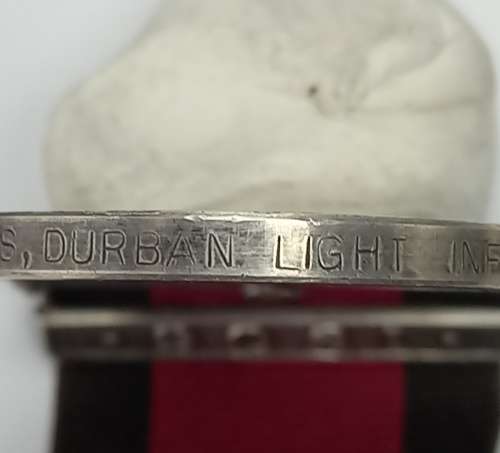 S, DURBAN LIGHT INF